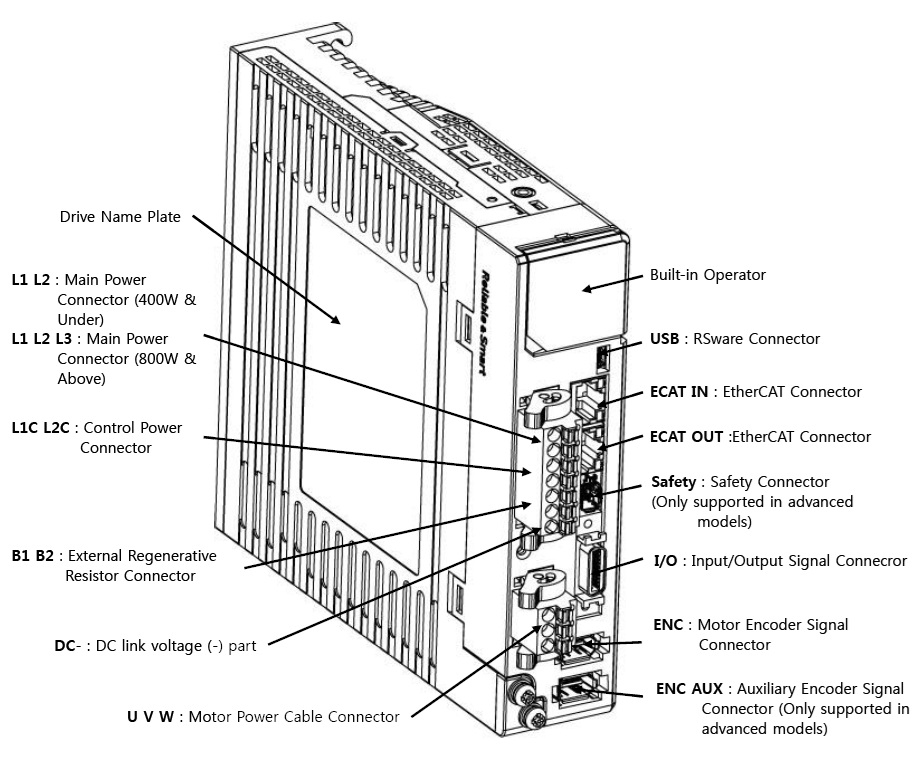 Drive Name Plate
L1 L2 : Main Power
Connector (400W &
Under)
L1 L2 L3 : Main Power
Connector (800W &
Above)
L1C L2C : Control Power
Connector
B1 B2 : External Regenerative
Resistor Connector
DC- : DC link voltage (-) part
U V W : Motor Power Cable Connector
Reliable & Smart
Built-in Operator
USB : RSware Connector
ECAT IN : EtherCAT Connector
ECAT OUT :EtherCAT Connector
Safety : Safety Connector
(Only supported in advanced
models)
I/O : Input/Output Signal Connecror
ENC : Motor Encoder Signal
Connector
ENC AUX : Auxiliary Encoder Signal
Connector (Only supported in
advanced models)